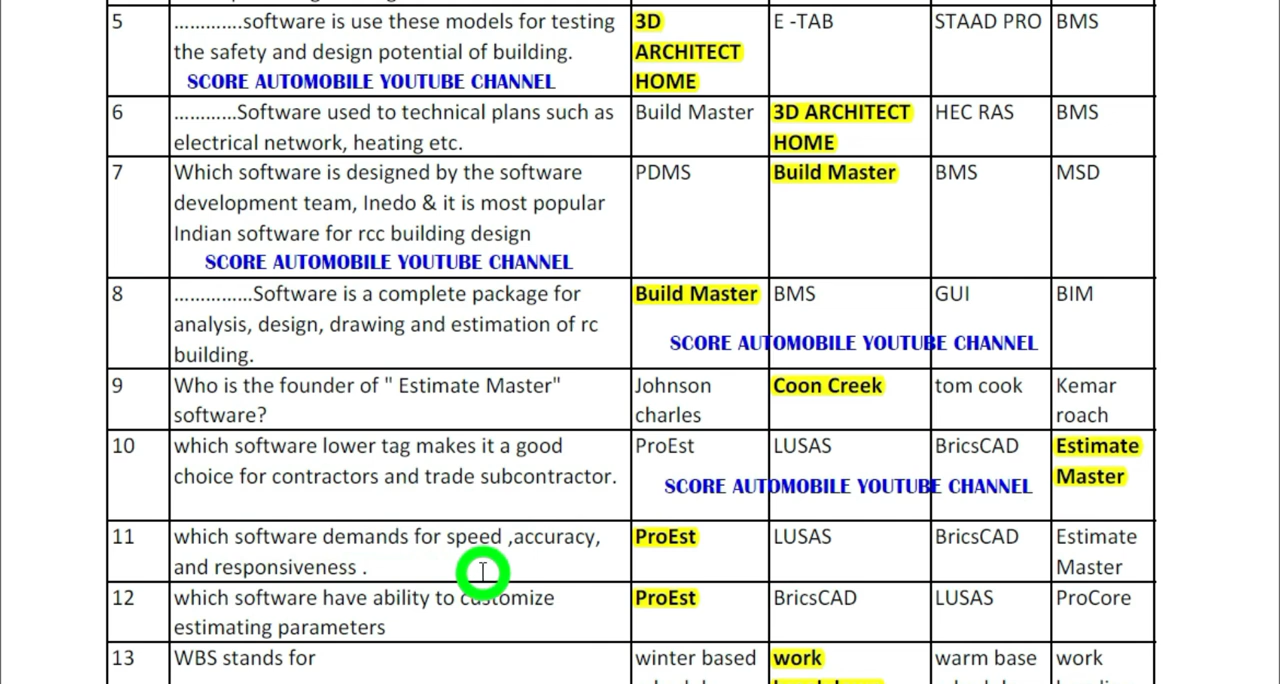 5 …………software is use these models for testing the safety and design potential of building. 3D ARCHITECT HOME E -TAB STAAD PRO BMS
SCORE AUTOMOBILE YOUTUBE CHANNEL
6 …………Software used to technical plans such as electrical network, heating etc. Build Master 3D ARCHITECT HOME HEC RAS BMS
7 Which software is designed by the software development team, Inedo & it is most popular Indian software for rcc building design PDMS Build Master BMS MSD
SCORE AUTOMOBILE YOUTUBE CHANNEL
8 ……………Software is a complete package for analysis, design, drawing and estimation of rc building. Build Master BMS GUI BIM
SCORE AUTOMOBILE YOUTUBE CHANNEL
9 Who is the founder of " Estimate Master" software? Johnson charles Coon Creek tom cook Kemar roach
10 which software lower tag makes it a good choice for contractors and trade subcontractor. ProEst LUSAS BricsCAD Estimate Master
SCORE AUTOMOBILE YOUTUBE CHANNEL
11 which software demands for speed ,accuracy, and responsiveness . ProEst LUSAS BricsCAD Estimate Master
12 which software have ability to customize estimating parameters ProEst BricsCAD LUSAS ProCore
13 WBS stands for winter based work warm base work